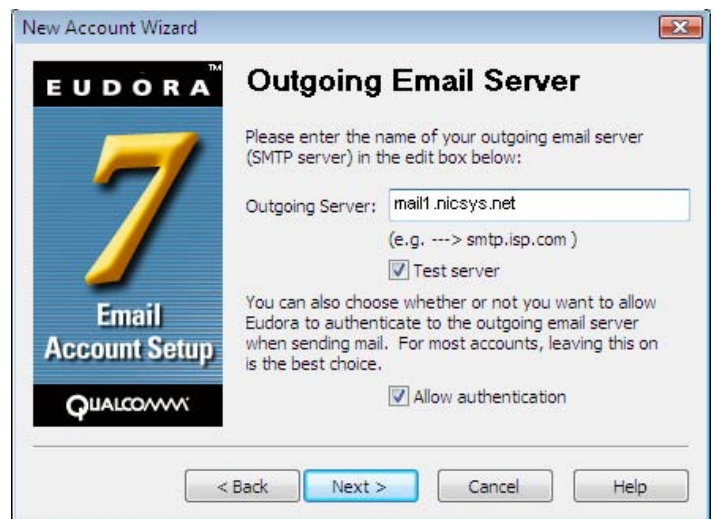 New Account Wizard
EUDORA
TM
7
Email
Account Setup
QUALCOMM
Outgoing Email Server
Please enter the name of your outgoing email server
(SMTP server) in the edit box below:
Outgoing Server: mail1.nicsys.net
(e.g. ---> smtp.isp.com )
Test server
You can also choose whether or not you want to allow
Eudora to authenticate to the outgoing email server
when sending mail. For most accounts, leaving this on
is the best choice.
Allow authentication
< Back Next > Cancel Help